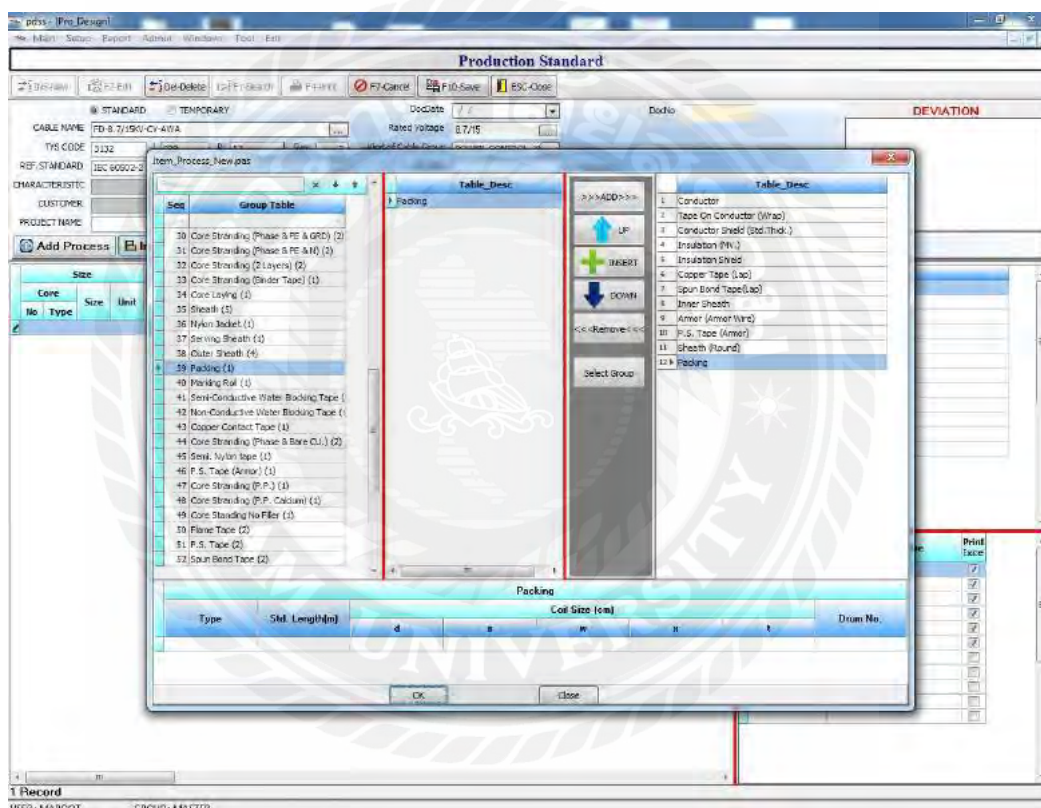 pdss - [Pro_Design]
Main Setup Report Admin Windows Tool Exit
Production Standard
Del-Delete F7-Cancel F10-Save ESC-Close
STANDARD TEMPORARY
DocDate / /
DocNo
DEVIATION
CABLE NAME FD-8.7/15KV-CY-AWA
Rated Voltage 8.7/15
TYS CODE 3132
REF.STANDARD IEC 60502-2
CHARACTERISTIC
CUSTOMER
PROJECT NAME
Add Process
Size
Core Size Unit
No Type
Item_Process_New.pas
Seq Group Table
30 Core Stranding (Phase & PE & GRD) (2)
31 Core Stranding (Phase & PE & N) (2)
32 Core Stranding (2 Layers) (2)
33 Core Stranding (Binder Tape) (1)
34 Core Laying (1)
35 Sheath (5)
36 Nylon Jacket (1)
37 Serving Sheath (1)
38 Outer Sheath (4)
39 Packing (1)
40 Marking Roll (1)
41 Semi-Conductive Water Blocking Tape (
42 Non-Conductive Water Blocking Tape (
43 Copper Contact Tape (1)
44 Core Stranding (Phase & Bare CU.) (2)
45 Semi. Nylon tape (1)
46 P.S. Tape (Armor) (1)
47 Core Stranding (P.P.) (1)
48 Core Stranding (P.P. Calcium) (1)
49 Core Standing No Filler (1)
50 Flame Tape (2)
51 P.S. Tape (2)
52 Spun Bond Tape (2)
Table_Desc
Packing
>>>ADD>>>
UP
INSERT
DOWN
<<<Remove<<<
Select Group
Table_Desc
1 Conductor
2 Tape On Conductor (Wrap)
3 Conductor Shield (Std.Thick.)
4 Insulation (MV.)
5 Insulation Shield
6 Copper Tape (Lap)
7 Spun Bond Tape(Lap)
8 Inner Sheath
9 Armor (Armor Wire)
10 P.S. Tape (Armor)
11 Sheath (Round)
12 Packing
Print
Exce
Packing
Type Std. Length(m) Coil Size (cm) Drum No.
d
OK Close
1 Record